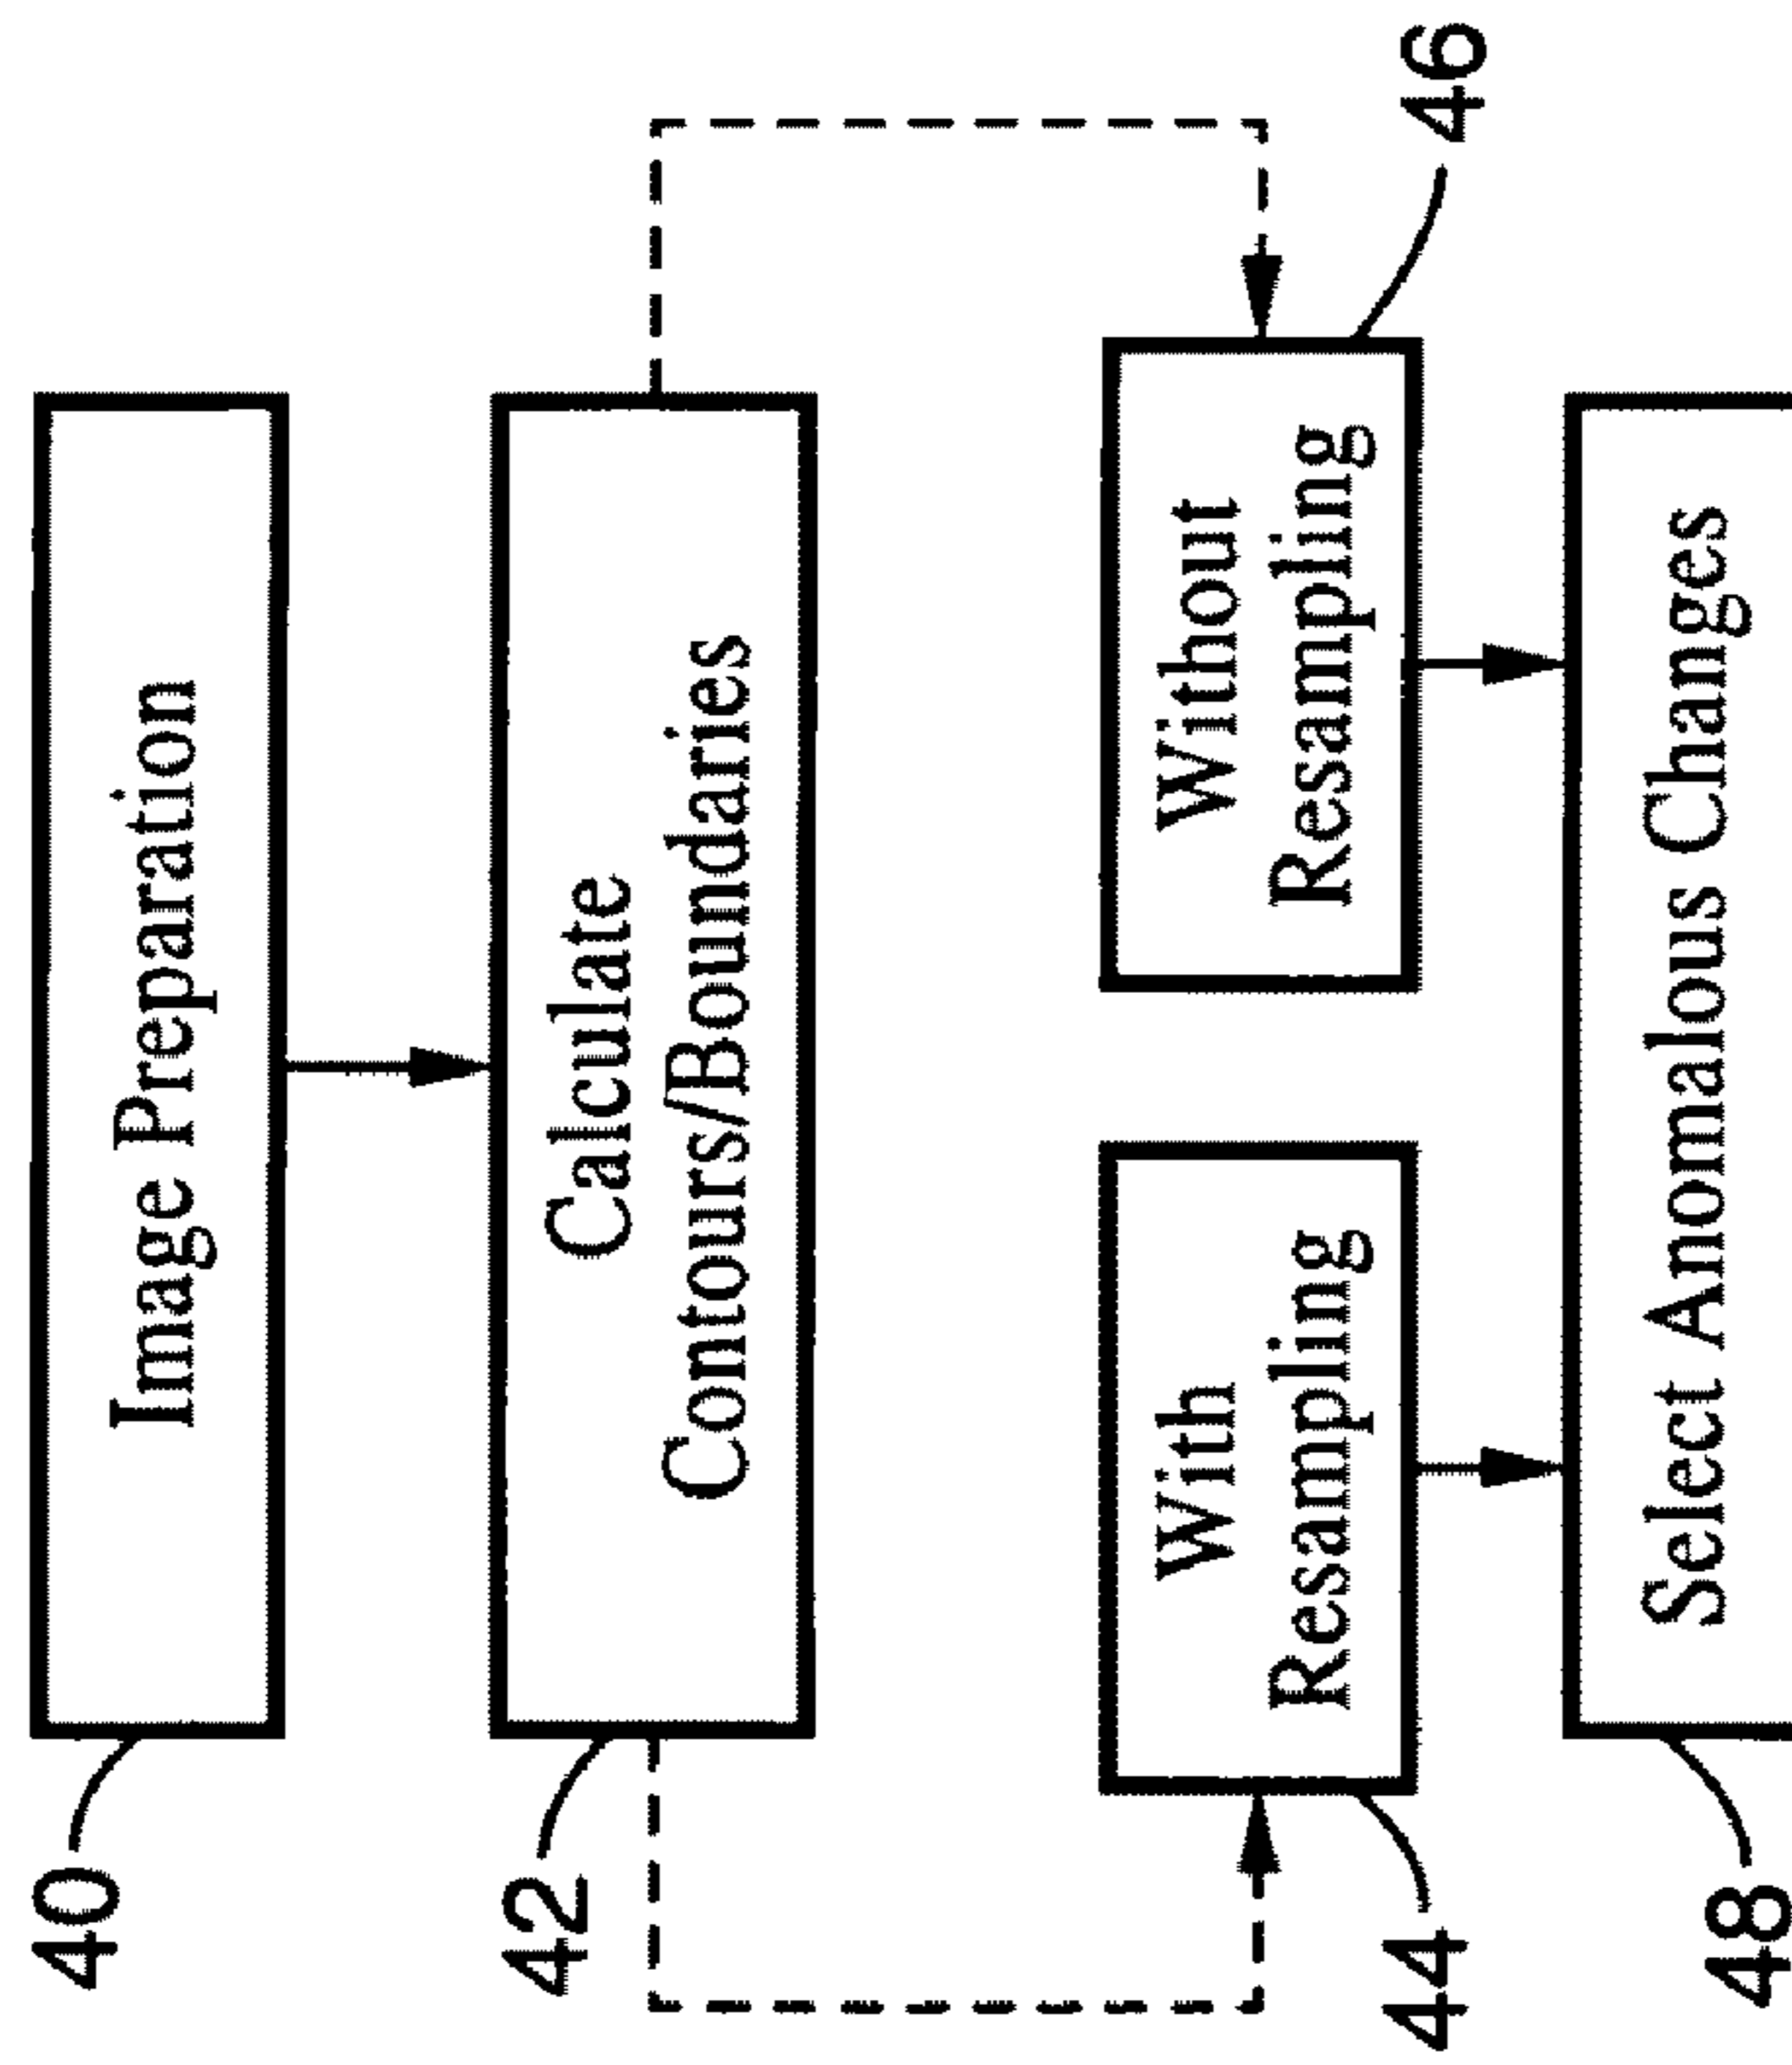 40
Image Preparation
42
Calculate
Contours/Boundaries
44
With
Resampling
46
Without
Resampling
48
Select Anomalous Changes